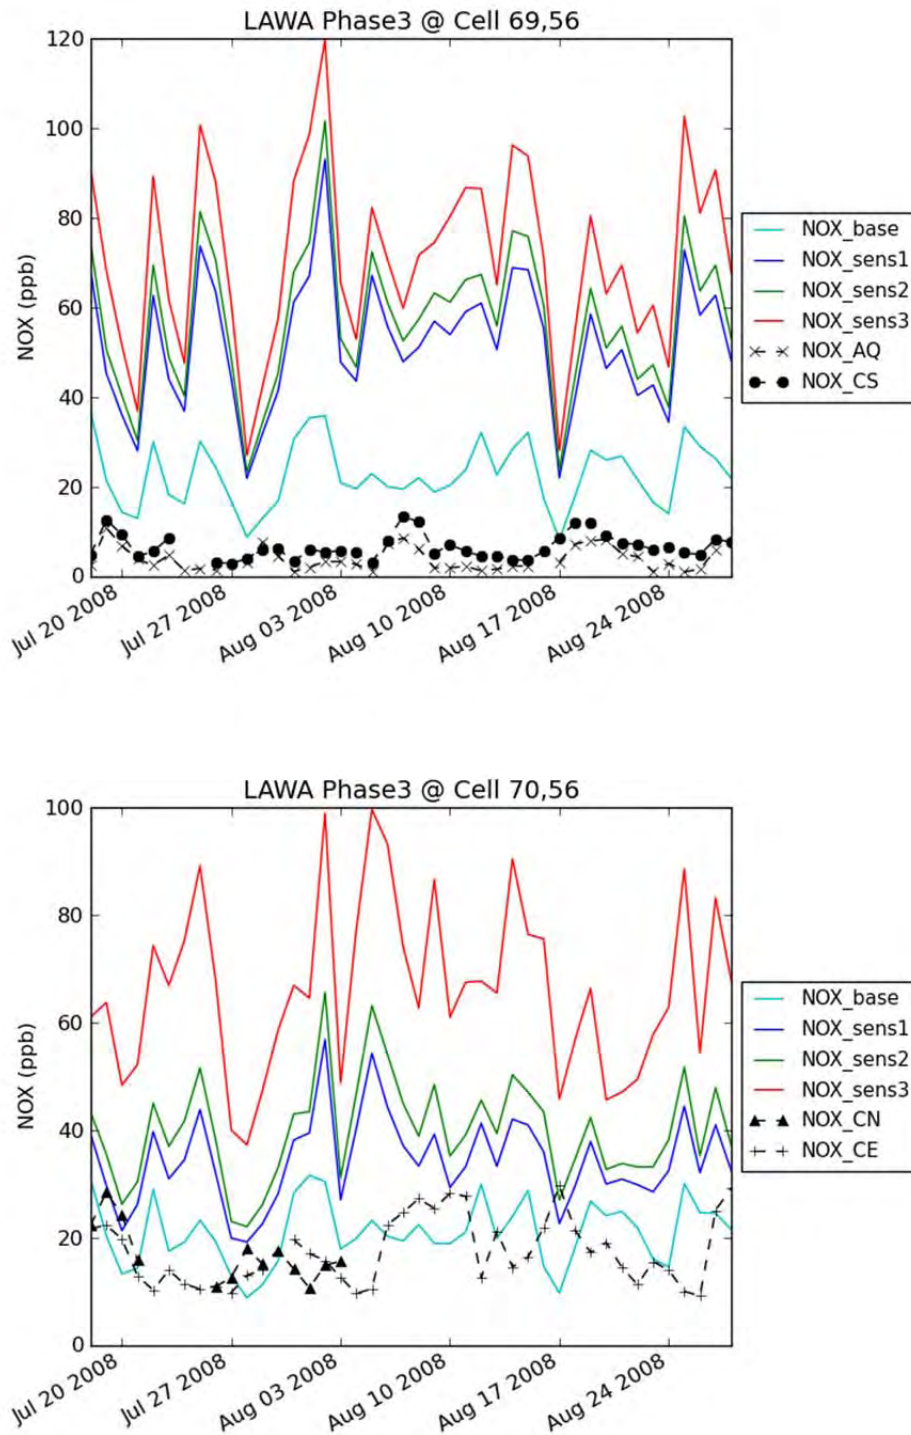 LAWA Phase3 @ Cell 69,56
120
100
80
60
40
20
0
NOX (ppb)
Jul 20 2008
Jul 27 2008
Aug 03 2008
Aug 10 2008
Aug 17 2008
Aug 24 2008
NOX_base
NOX_sens1
NOX_sens2
NOX_sens3
NOX_AQ
NOX_CS
LAWA Phase3 @ Cell 70,56
100
80
60
40
20
0
NOX (ppb)
Jul 20 2008
Jul 27 2008
Aug 03 2008
Aug 10 2008
Aug 17 2008
Aug 24 2008
NOX_base
NOX_sens1
NOX_sens2
NOX_sens3
NOX_CN
NOX_CE